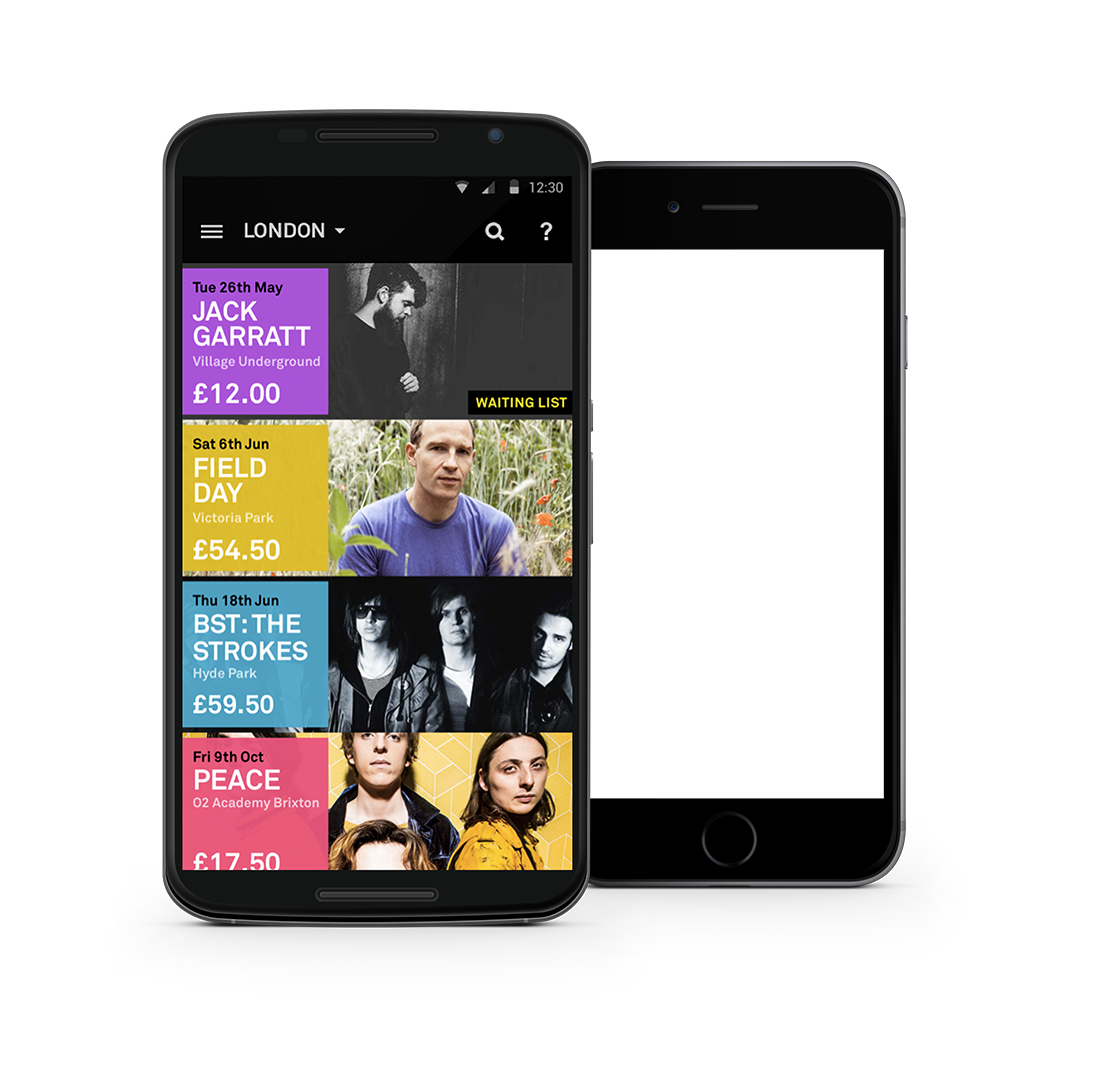 12:30
LONDON
?
Tue 26th May
JACK
GARRATT
Village Underground
£12.00
WAITING LIST
Sat 6th Jun
FIELD
DAY
Victoria Park
£54.50
Thu 18th Jun
BST: THE
STROKES
Hyde Park
£59.50
Fri 9th Oct
PEACE
O2 Academy Brixton
£17.50